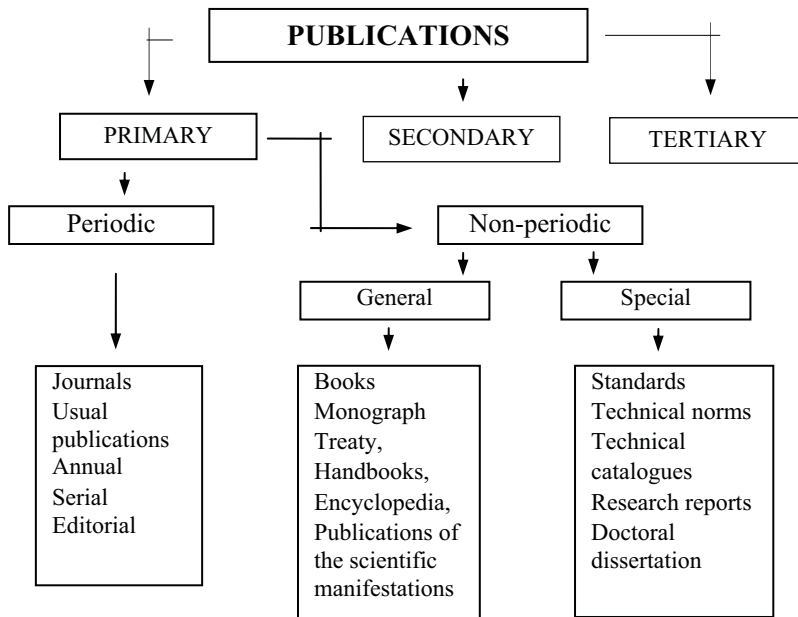 PUBLICATIONS
PRIMARY
SECONDARY
TERTIARY
Periodic
Non-periodic
General
Special
Journals
Usual
publications
Annual
Serial
Editorial
Books
Monograph
Treaty,
Handbooks,
Encyclopedia,
Publications of
the scientific
manifestations
Standards
Technical norms
Technical
catalogues
Research reports
Doctoral
dissertation